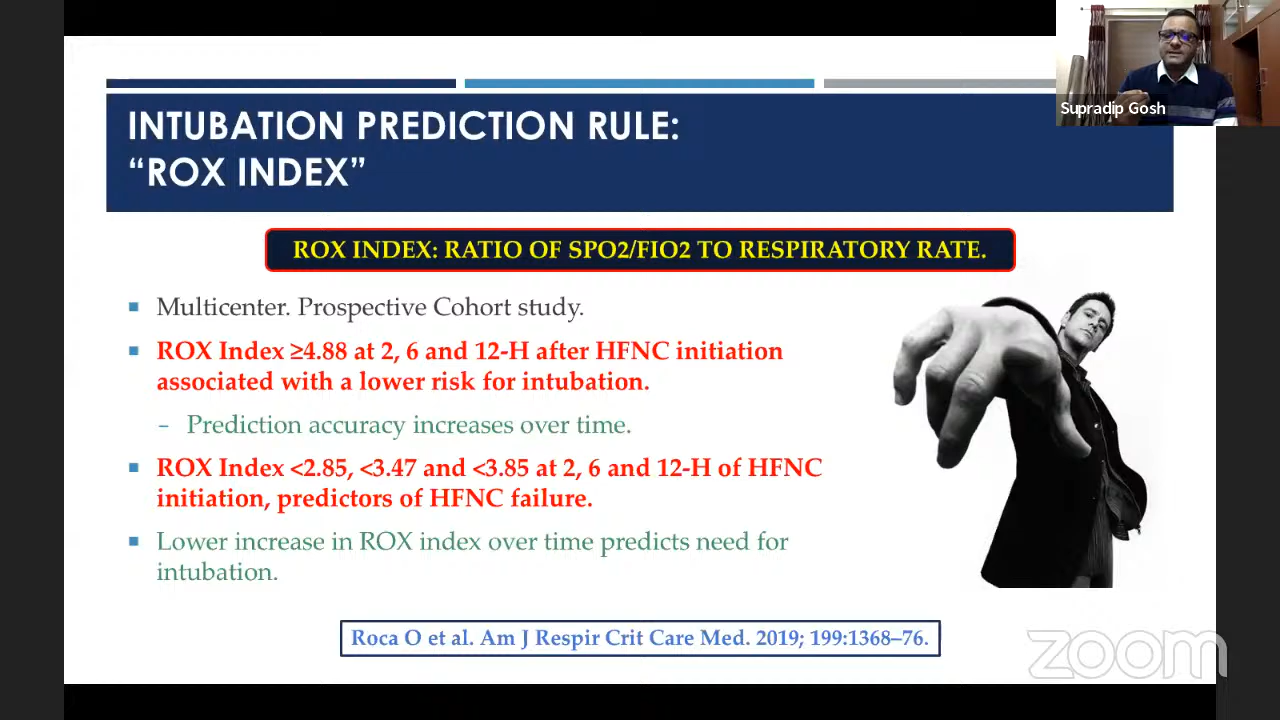 Supradip Gosh
INTUBATION PREDICTION RULE:
“ROX INDEX”
ROX INDEX: RATIO OF SPO2/FIO2 TO RESPIRATORY RATE.
Multicenter. Prospective Cohort study.
ROX Index ≥4.88 at 2, 6 and 12-H after HFNC initiation
associated with a lower risk for intubation.
– Prediction accuracy increases over time.
ROX Index <2.85, <3.47 and <3.85 at 2, 6 and 12-H of HFNC
initiation, predictors of HFNC failure.
Lower increase in ROX index over time predicts need for
intubation.
Roca O et al. Am J Respir Crit Care Med. 2019; 199:1368–76.
zoom